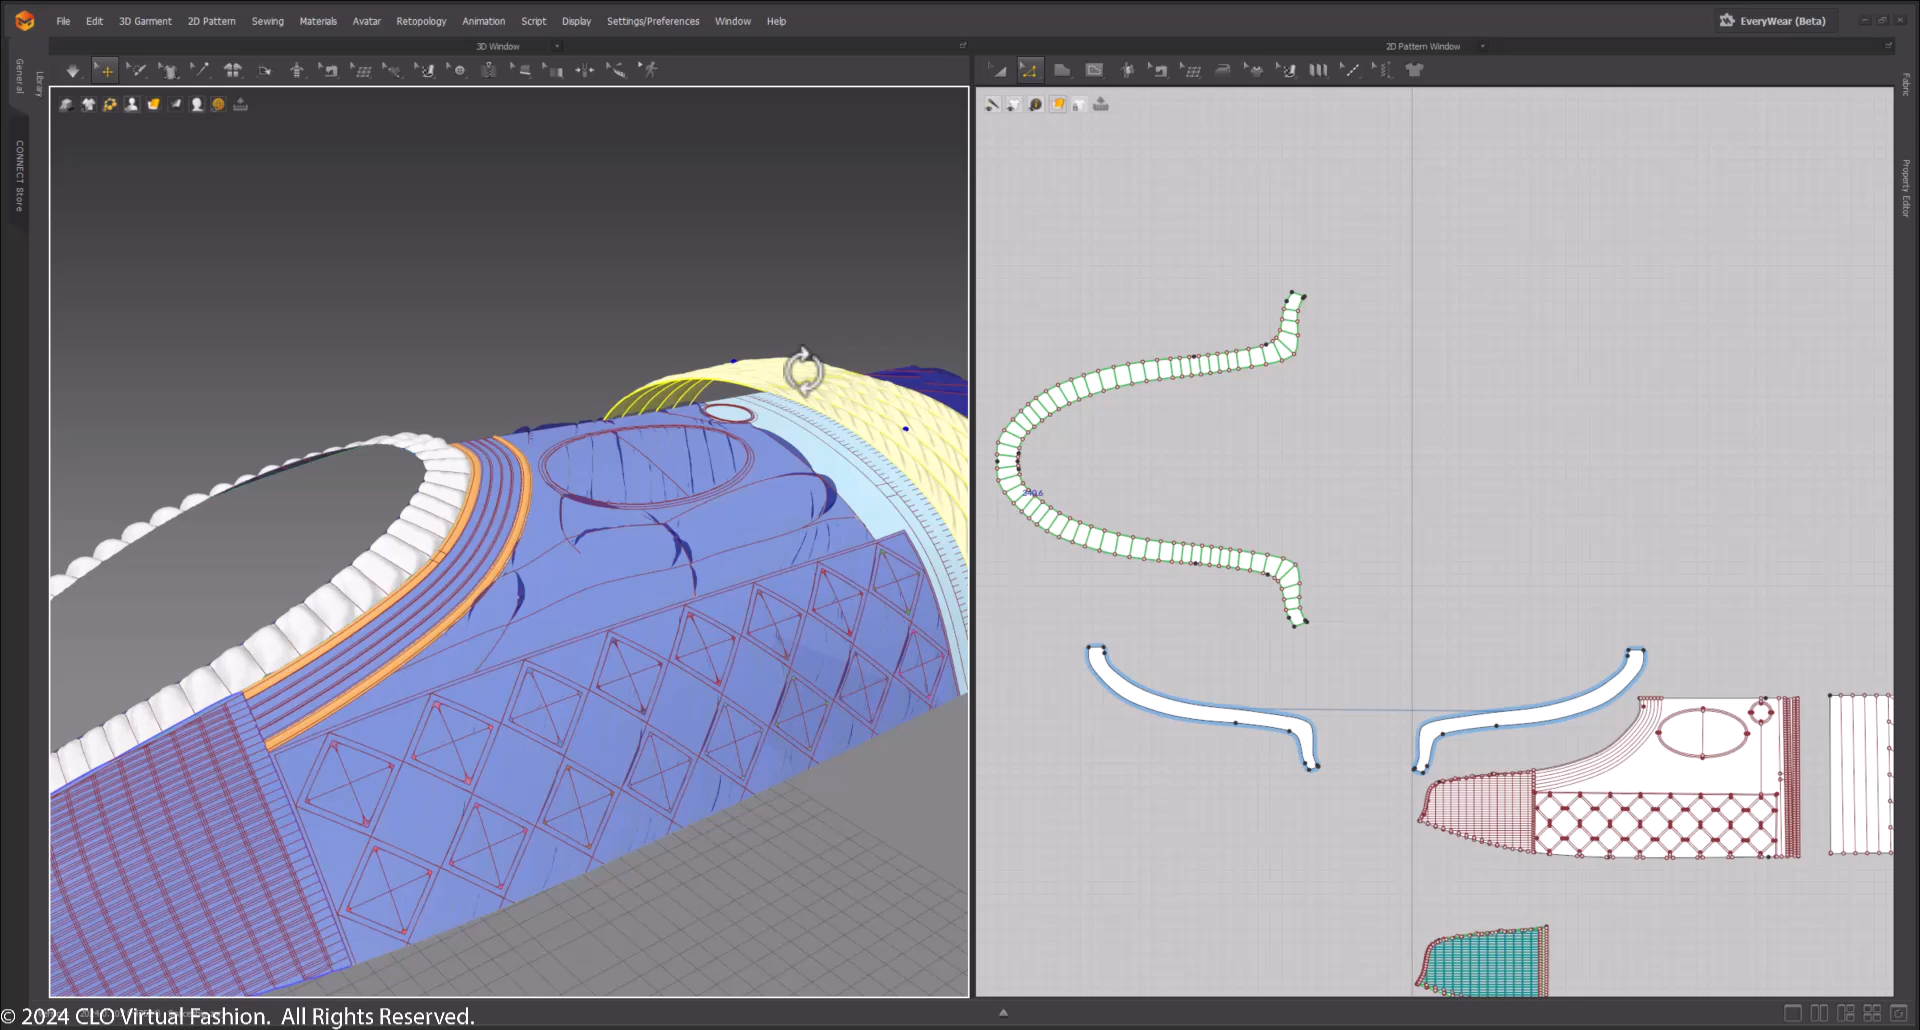 File Edit 3D Garment 2D Pattern Sewing Materials Avatar Retopology Animation Script Display Settings/Preferences Window Help
EveryWear (Beta)
3D Window
2D Pattern Window
General
Library
CONNECT Store
Fabric
Property Editor
240.6
© 2024 CLO Virtual Fashion. All Rights Reserved.